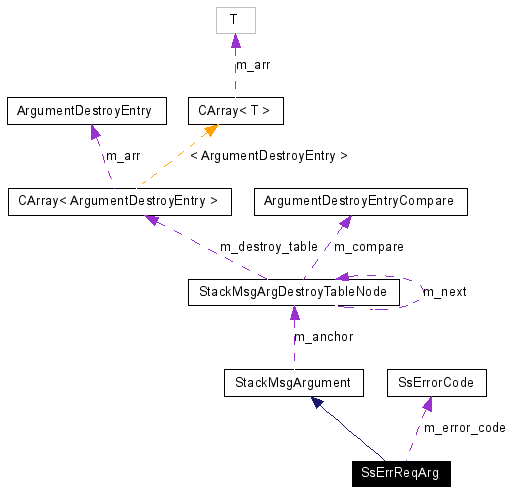 T
m_arr
ArgumentDestroyEntry
CArray< T >
m_arr
< ArgumentDestroyEntry >
CArray< ArgumentDestroyEntry >
ArgumentDestroyEntryCompare
m_destroy_table
m_compare
StackMsgArgDestroyTableNode
m_next
m_anchor
StackMsgArgument
SsErrorCode
m_error_code
SsErrReqArg